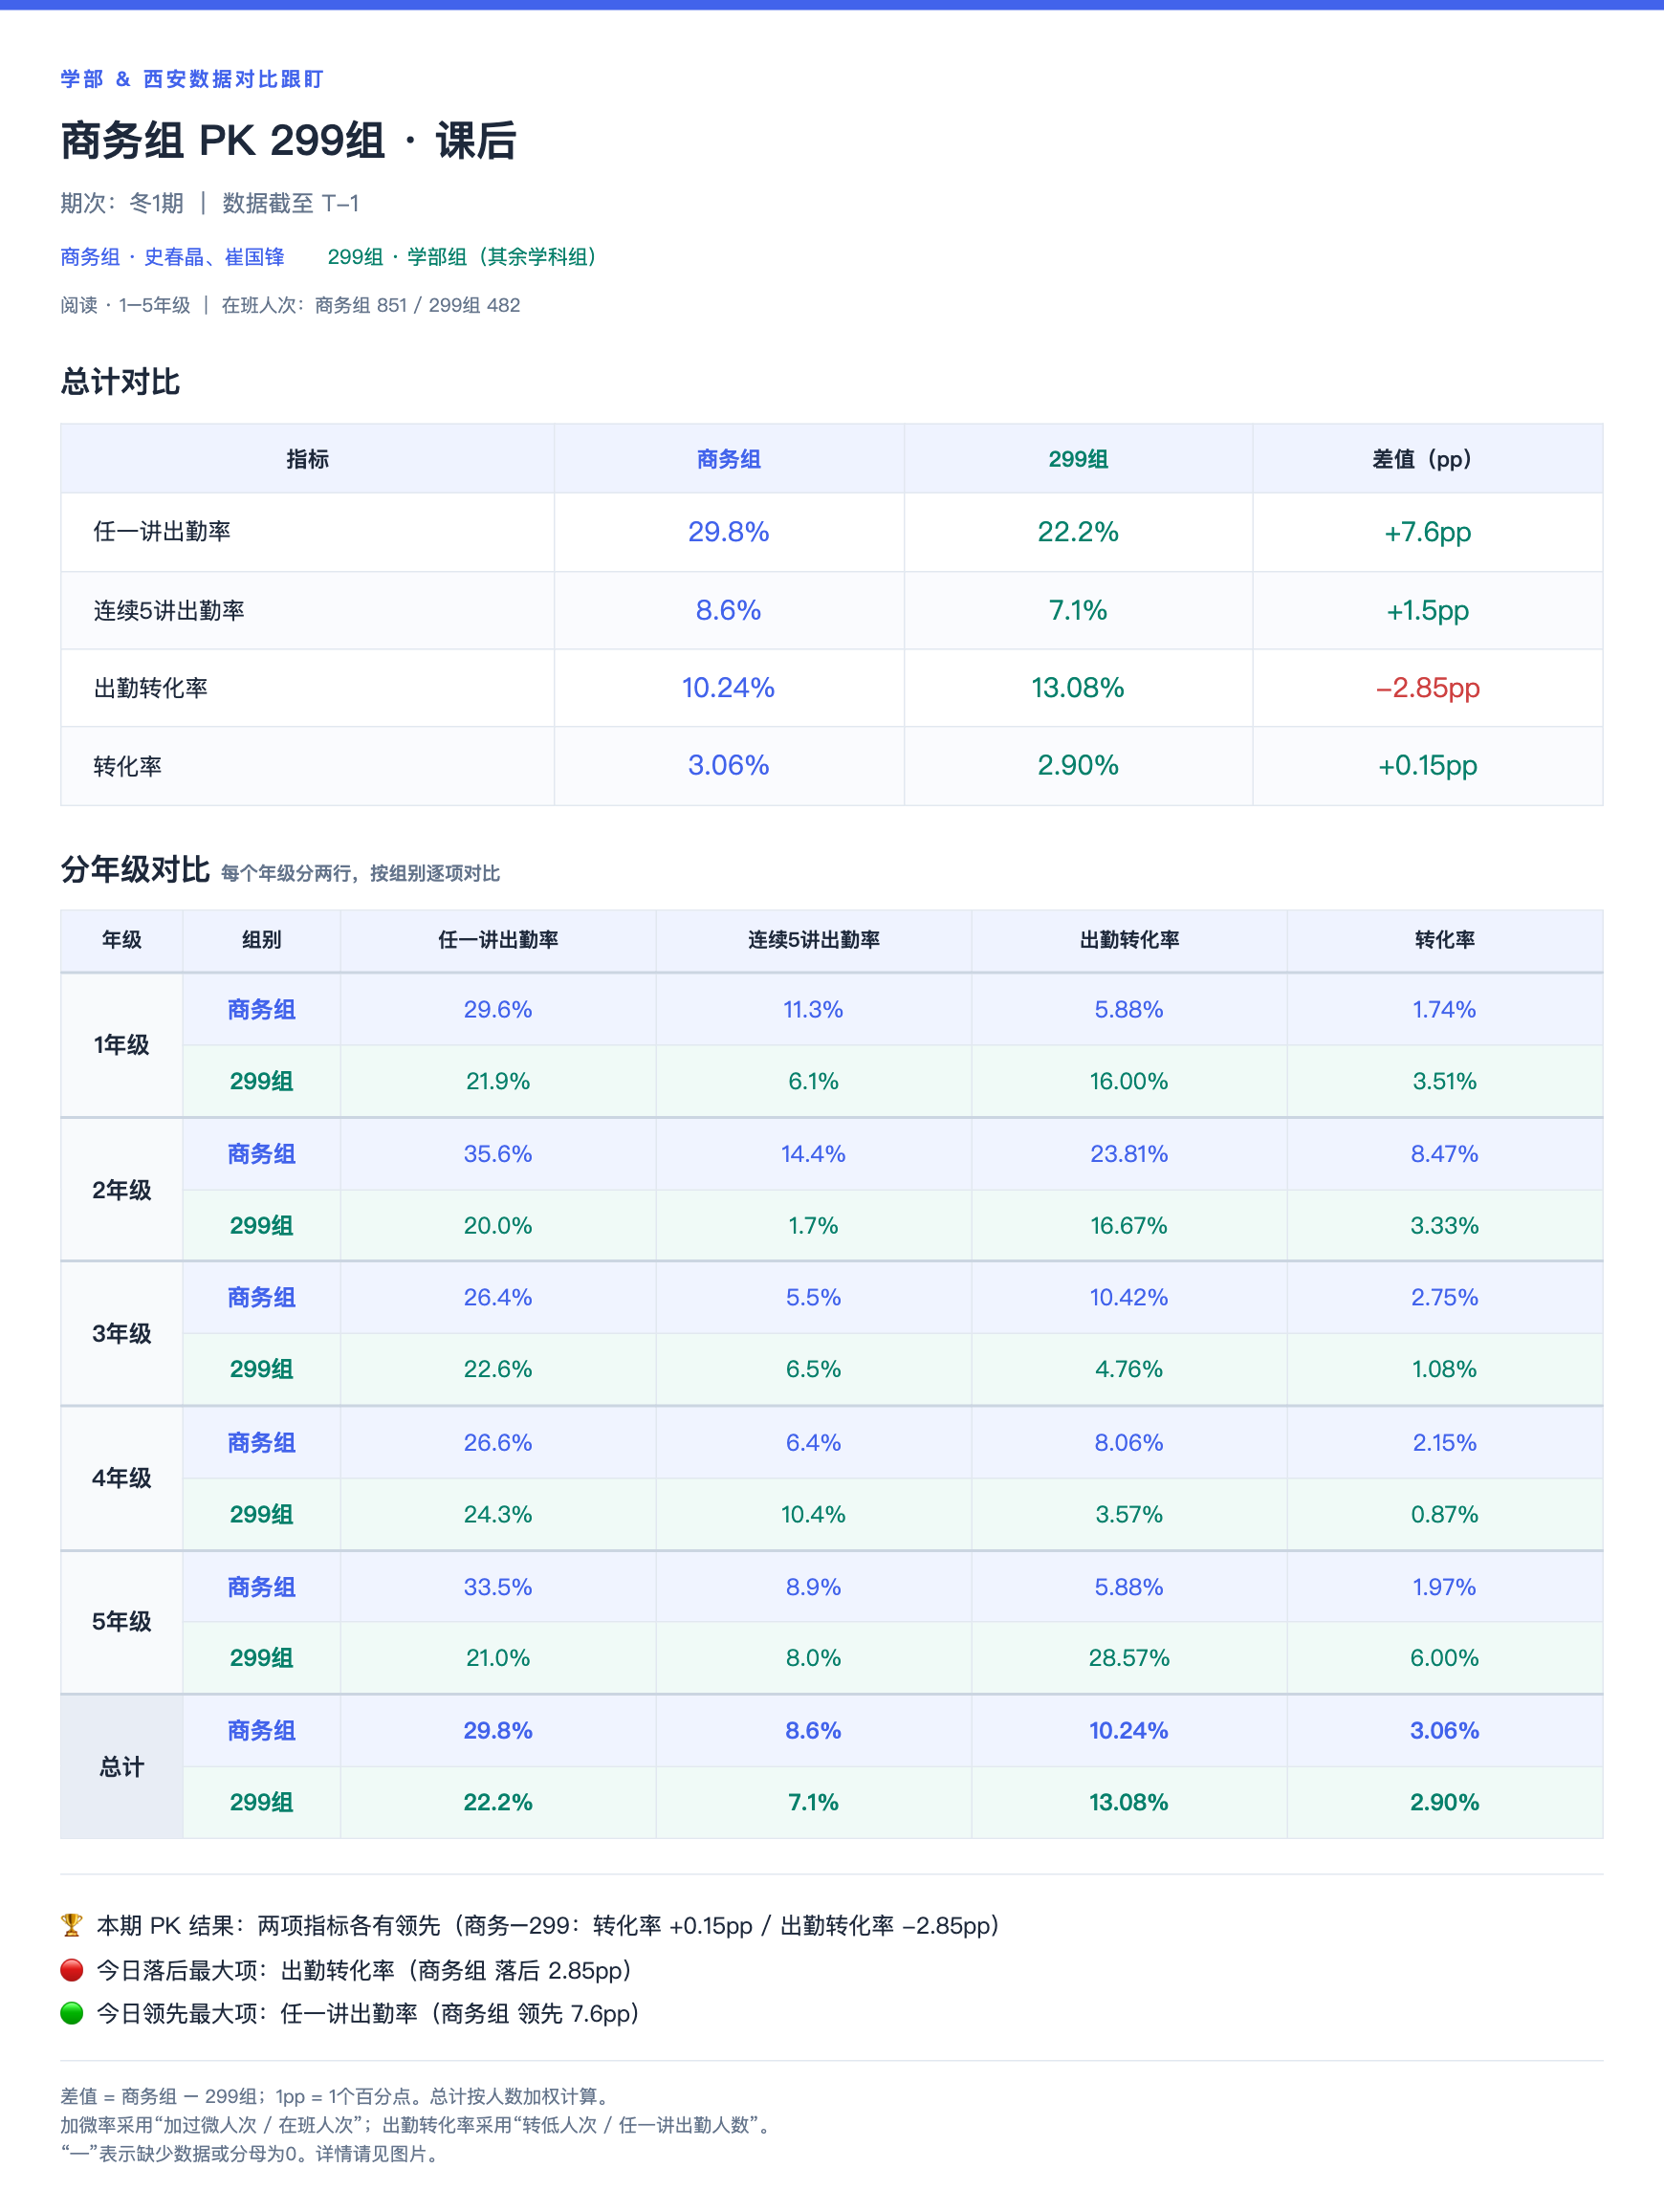 学部 & 西安数据对比跟盯
商务组 PK 299组 · 课后
期次：冬1期 ｜ 数据截至 T–1
商务组 · 史春晶、崔国锋 299组 · 学部组（其余学科组）
阅读 · 1—5年级 ｜ 在班人次：商务组 851 / 299组 482
总计对比
指标 商务组 299组 差值（pp）
任一讲出勤率 29.8% 22.2% +7.6pp
连续5讲出勤率 8.6% 7.1% +1.5pp
出勤转化率 10.24% 13.08% −2.85pp
转化率 3.06% 2.90% +0.15pp
分年级对比 每个年级分两行，按组别逐项对比
年级 组别 任一讲出勤率 连续5讲出勤率 出勤转化率 转化率
1年级
商务组 29.6% 11.3% 5.88% 1.74%
299组 21.9% 6.1% 16.00% 3.51%
2年级
商务组 35.6% 14.4% 23.81% 8.47%
299组 20.0% 1.7% 16.67% 3.33%
3年级
商务组 26.4% 5.5% 10.42% 2.75%
299组 22.6% 6.5% 4.76% 1.08%
4年级
商务组 26.6% 6.4% 8.06% 2.15%
299组 24.3% 10.4% 3.57% 0.87%
5年级
商务组 33.5% 8.9% 5.88% 1.97%
299组 21.0% 8.0% 28.57% 6.00%
总计
商务组 29.8% 8.6% 10.24% 3.06%
299组 22.2% 7.1% 13.08% 2.90%
🏆 本期 PK 结果：两项指标各有领先（商务−299：转化率 +0.15pp / 出勤转化率 −2.85pp）
🔴 今日落后最大项：出勤转化率（商务组 落后 2.85pp）
🟢 今日领先最大项：任一讲出勤率（商务组 领先 7.6pp）
差值 = 商务组 − 299组；1pp = 1个百分点。总计按人数加权计算。
加微率采用“加过微人次 / 在班人次”；出勤转化率采用“转低人次 / 任一讲出勤人数”。
“—”表示缺少数据或分母为0。详情请见图片。